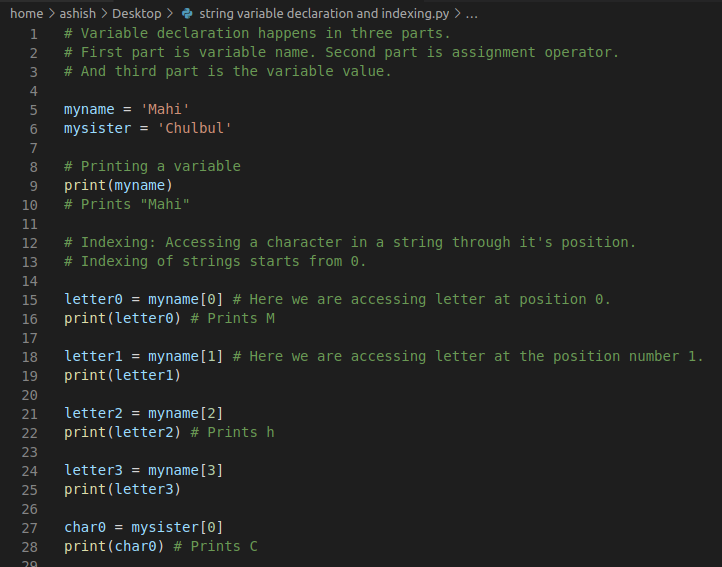 home > ashish > Desktop > string variable declaration and indexing.py > ...
1 # Variable declaration happens in three parts.
2 # First part is variable name. Second part is assignment operator.
3 # And third part is the variable value.
4
5 myname = 'Mahi'
6 mysister = 'Chulbul'
7
8 # Printing a variable
9 print(myname)
10 # Prints "Mahi"
11
12 # Indexing: Accessing a character in a string through it's position.
13 # Indexing of strings starts from 0.
14
15 letter0 = myname[0] # Here we are accessing letter at position 0.
16 print(letter0) # Prints M
17
18 letter1 = myname[1] # Here we are accessing letter at the position number 1.
19 print(letter1)
20
21 letter2 = myname[2]
22 print(letter2) # Prints h
23
24 letter3 = myname[3]
25 print(letter3)
26
27 char0 = mysister[0]
28 print(char0) # Prints C
29